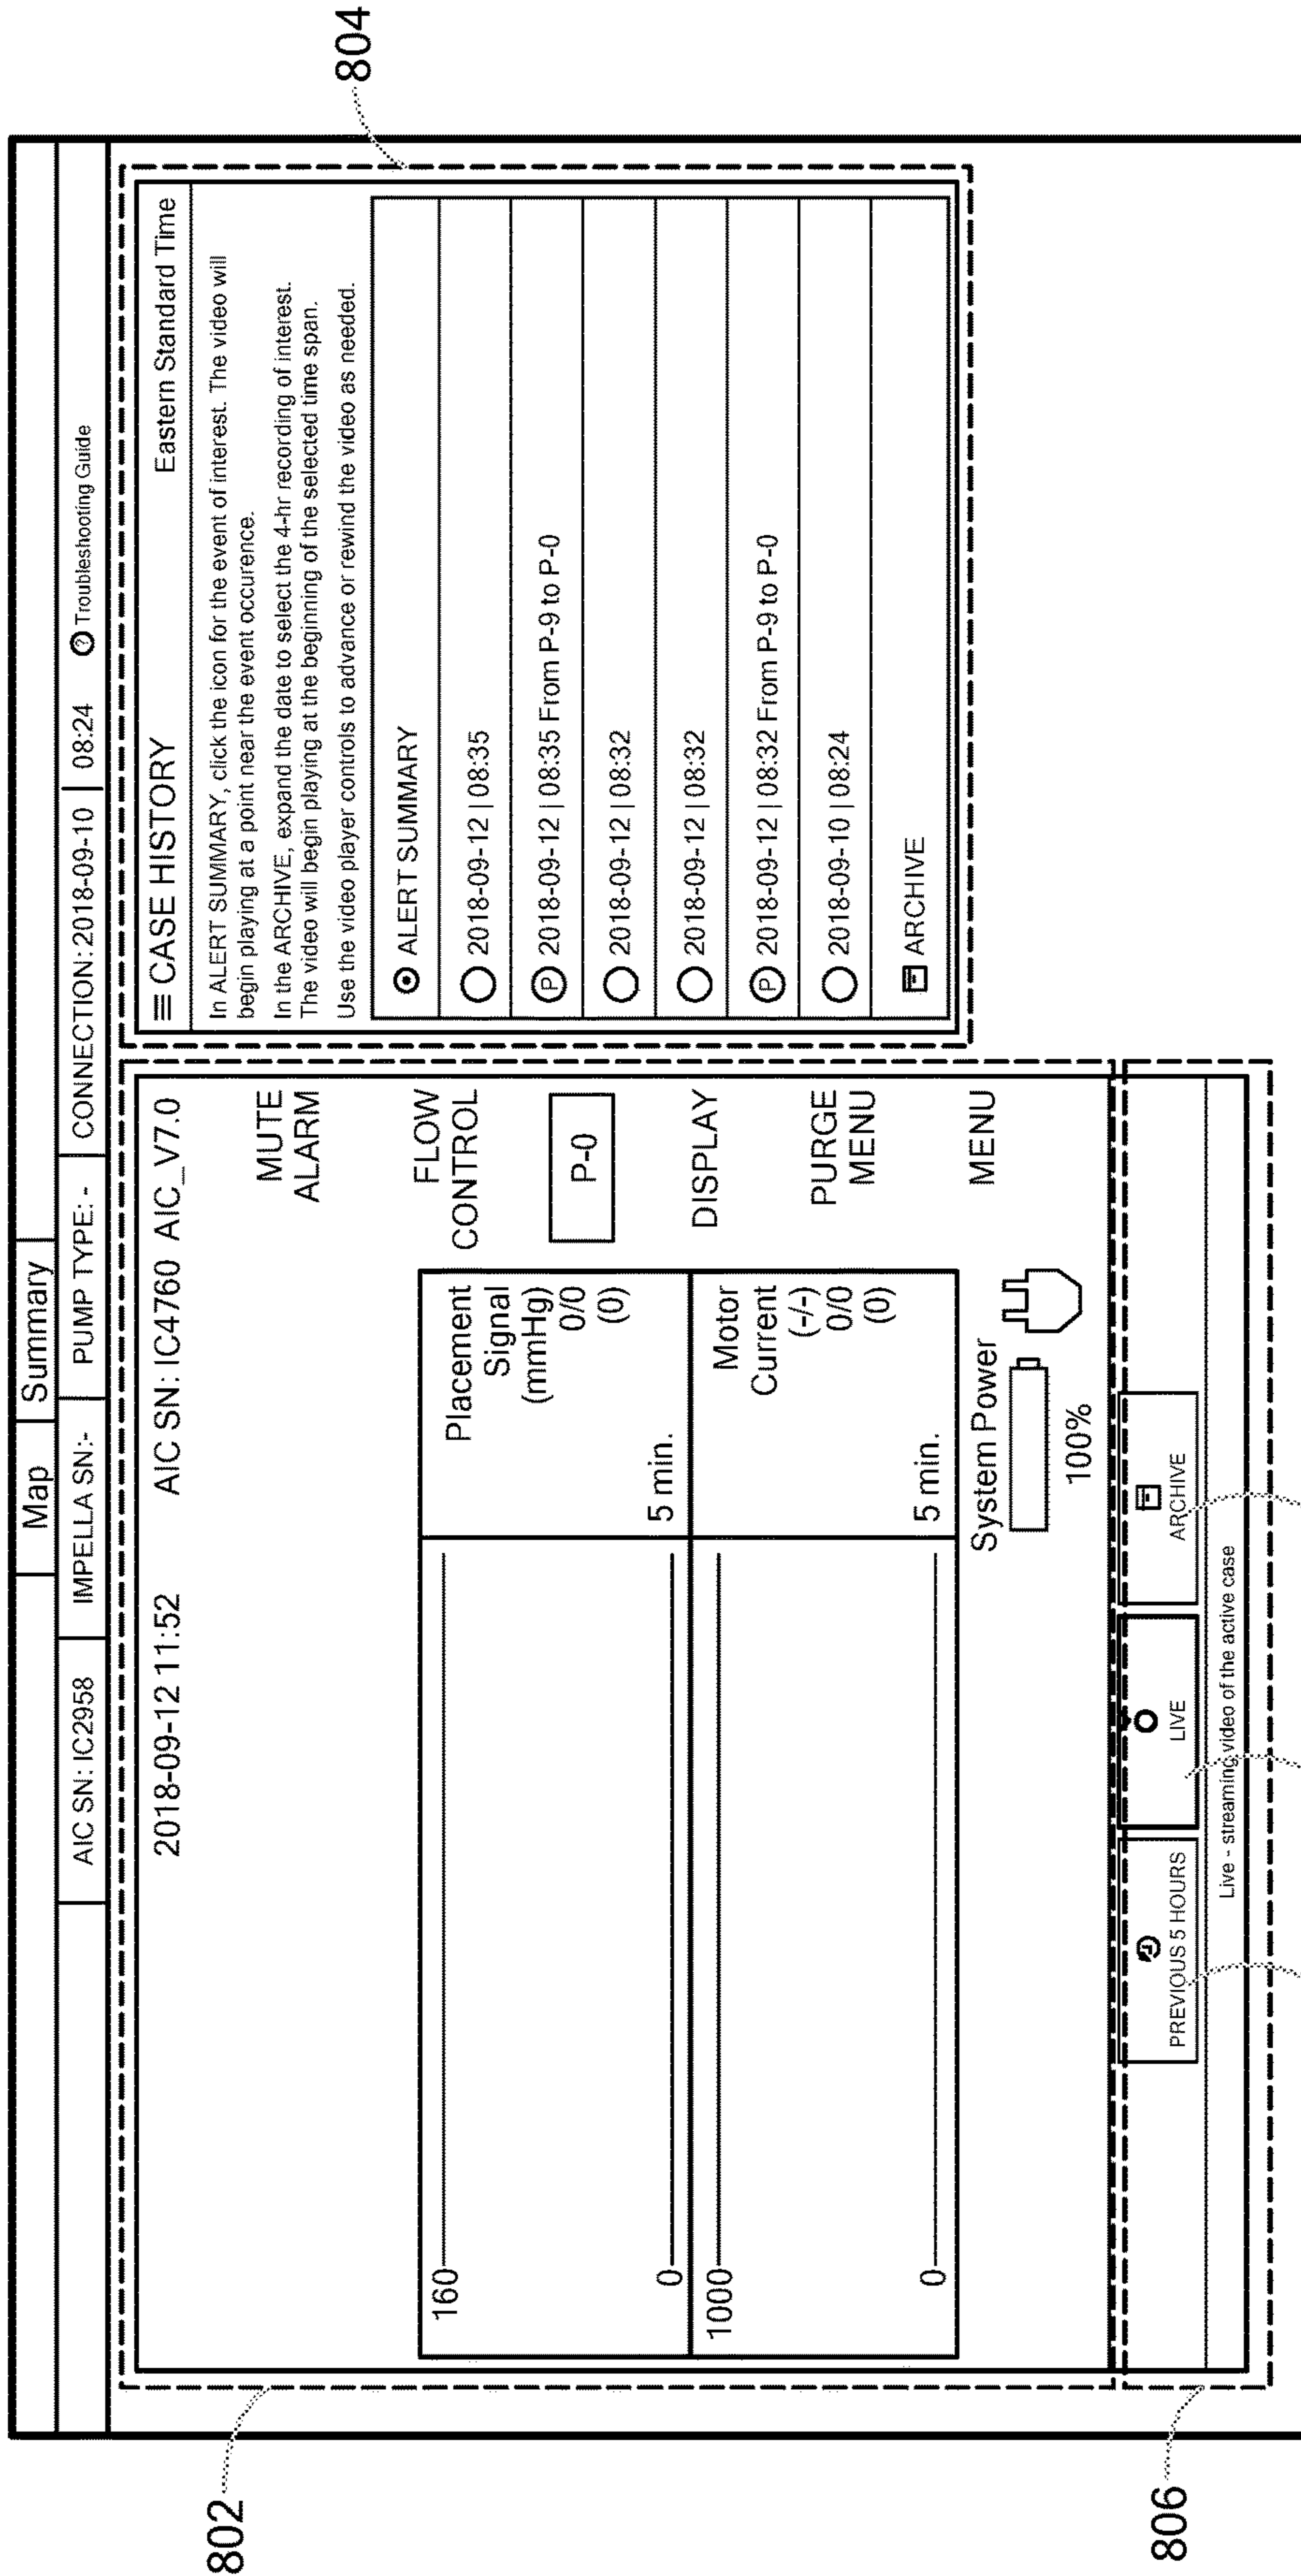 Map
Summary
AIC SN: IC2958
IMPELLA SN:-
PUMP TYPE: -
CONNECTION: 2018-09-10 | 08:24
? Troubleshooting Guide
802
2018-09-12 11:52
AIC SN: IC4760
AIC_V7.0
MUTE
ALARM
FLOW
CONTROL
P-0
DISPLAY
PURGE
MENU
MENU
160
0
Placement
Signal
(mmHg)
0/0
(0)
5 min.
1000
0
Motor
Current
(-/-)
0/0
(0)
5 min.
System Power
100%
804
CASE HISTORY
Eastern Standard Time
In ALERT SUMMARY, click the icon for the event of interest. The video will
begin playing at a point near the event occurence.
In the ARCHIVE, expand the date to select the 4-hr recording of interest.
The video will begin playing at the beginning of the selected time span.
Use the video player controls to advance or rewind the video as needed.
ALERT SUMMARY
2018-09-12 | 08:35
P 2018-09-12 | 08:35 From P-9 to P-0
2018-09-12 | 08:32
2018-09-12 | 08:32
P 2018-09-12 | 08:32 From P-9 to P-0
2018-09-10 | 08:24
ARCHIVE
806
PREVIOUS 5 HOURS
LIVE
ARCHIVE
Live - streaming video of the active case